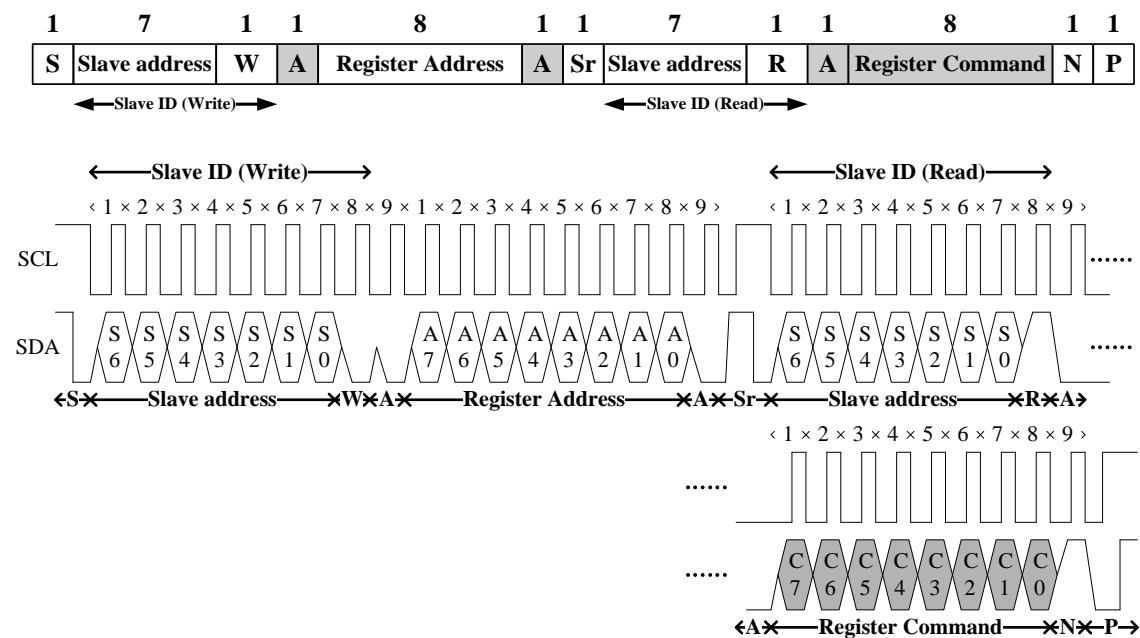 1 7 1 1 8 1 1 7 1 1 8 1 1
S Slave address W A Register Address A Sr Slave address R A Register Command N P
Slave ID (Write) Slave ID (Read)
Slave ID (Write) Slave ID (Read)
‹ 1 × 2 × 3 × 4 × 5 × 6 × 7 × 8 × 9 × 1 × 2 × 3 × 4 × 5 × 6 × 7 × 8 × 9 › ‹ 1 × 2 × 3 × 4 × 5 × 6 × 7 × 8 × 9 ›
SCL ......
SDA S6 S5 S4 S3 S2 S1 S0 A7 A6 A5 A4 A3 A2 A1 A0 S6 S5 S4 S3 S2 S1 S0 ......
S Slave address W A Register Address A Sr Slave address R A
‹ 1 × 2 × 3 × 4 × 5 × 6 × 7 × 8 × 9 ›
......
...... C7 C6 C5 C4 C3 C2 C1 C0
A Register Command N P